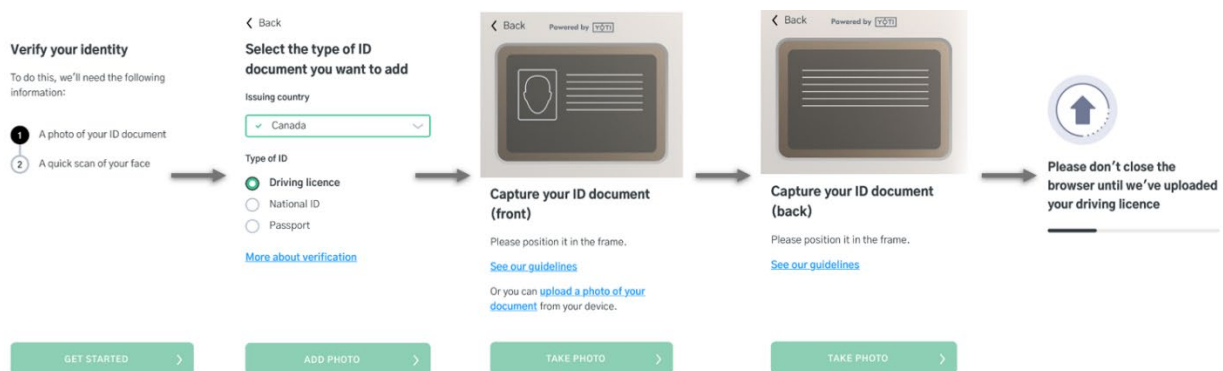 Verify your identity
To do this, we'll need the following
information:
1 A photo of your ID document
2 A quick scan of your face
GET STARTED
Back
Select the type of ID
document you want to add
Issuing country
Canada
Type of ID
Driving licence
National ID
Passport
More about verification
ADD PHOTO
Back
Powered by YOTI
Capture your ID document
(front)
Please position it in the frame.
See our guidelines
Or you can upload a photo of your
document from your device.
TAKE PHOTO
Back
Powered by YOTI
Capture your ID document
(back)
Please position it in the frame.
See our guidelines
TAKE PHOTO
Please don't close the
browser until we've uploaded
your driving licence